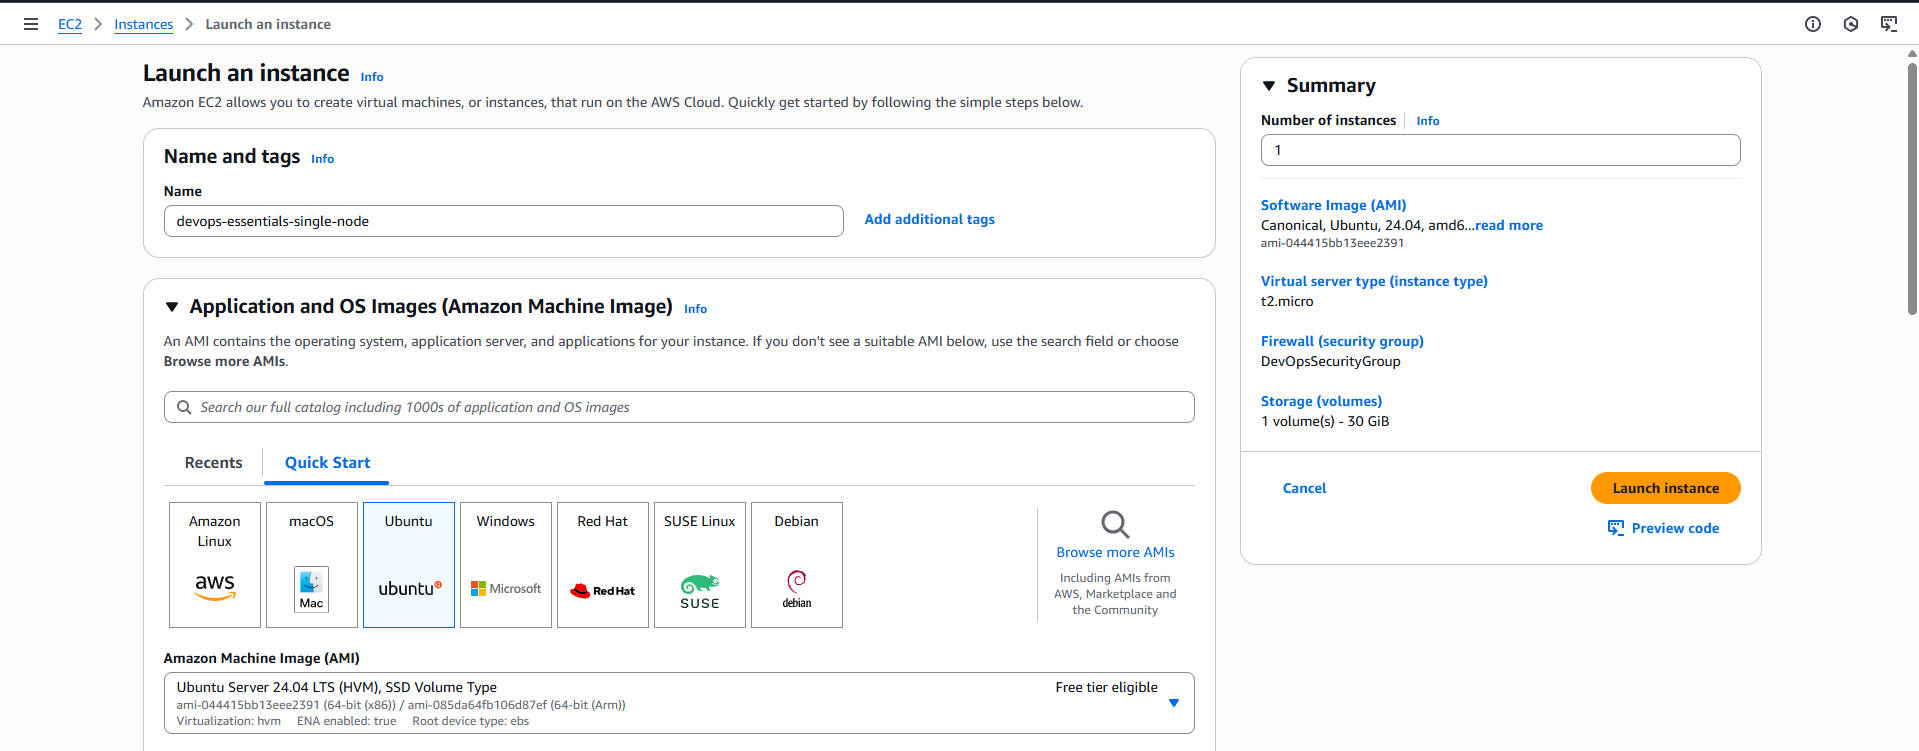 EC2 > Instances > Launch an instance
Launch an instance Info
Amazon EC2 allows you to create virtual machines, or instances, that run on the AWS Cloud. Quickly get started by following the simple steps below.
Name and tags Info
Name
devops-essentials-single-node
Add additional tags
Application and OS Images (Amazon Machine Image) Info
An AMI contains the operating system, application server, and applications for your instance. If you don't see a suitable AMI below, use the search field or choose
Browse more AMIs.
Search our full catalog including 1000s of application and OS images
Recents
Quick Start
Amazon
Linux
aws
macOS
Mac
Ubuntu
ubuntu
Windows
Microsoft
Red Hat
Red Hat
SUSE Linux
SUSE
Debian
debian
Browse more AMIs
Including AMIs from
AWS, Marketplace and
the Community
Amazon Machine Image (AMI)
Ubuntu Server 24.04 LTS (HVM), SSD Volume Type
Free tier eligible
ami-044415bb13eee2391 (64-bit (x86)) / ami-085da64fb106d87ef (64-bit (Arm))
Virtualization: hvm ENA enabled: true Root device type: ebs
Summary
Number of instances Info
1
Software Image (AMI)
Canonical, Ubuntu, 24.04, amd6...read more
ami-044415bb13eee2391
Virtual server type (instance type)
t2.micro
Firewall (security group)
DevOpsSecurityGroup
Storage (volumes)
1 volume(s) - 30 GiB
Cancel
Launch instance
Preview code